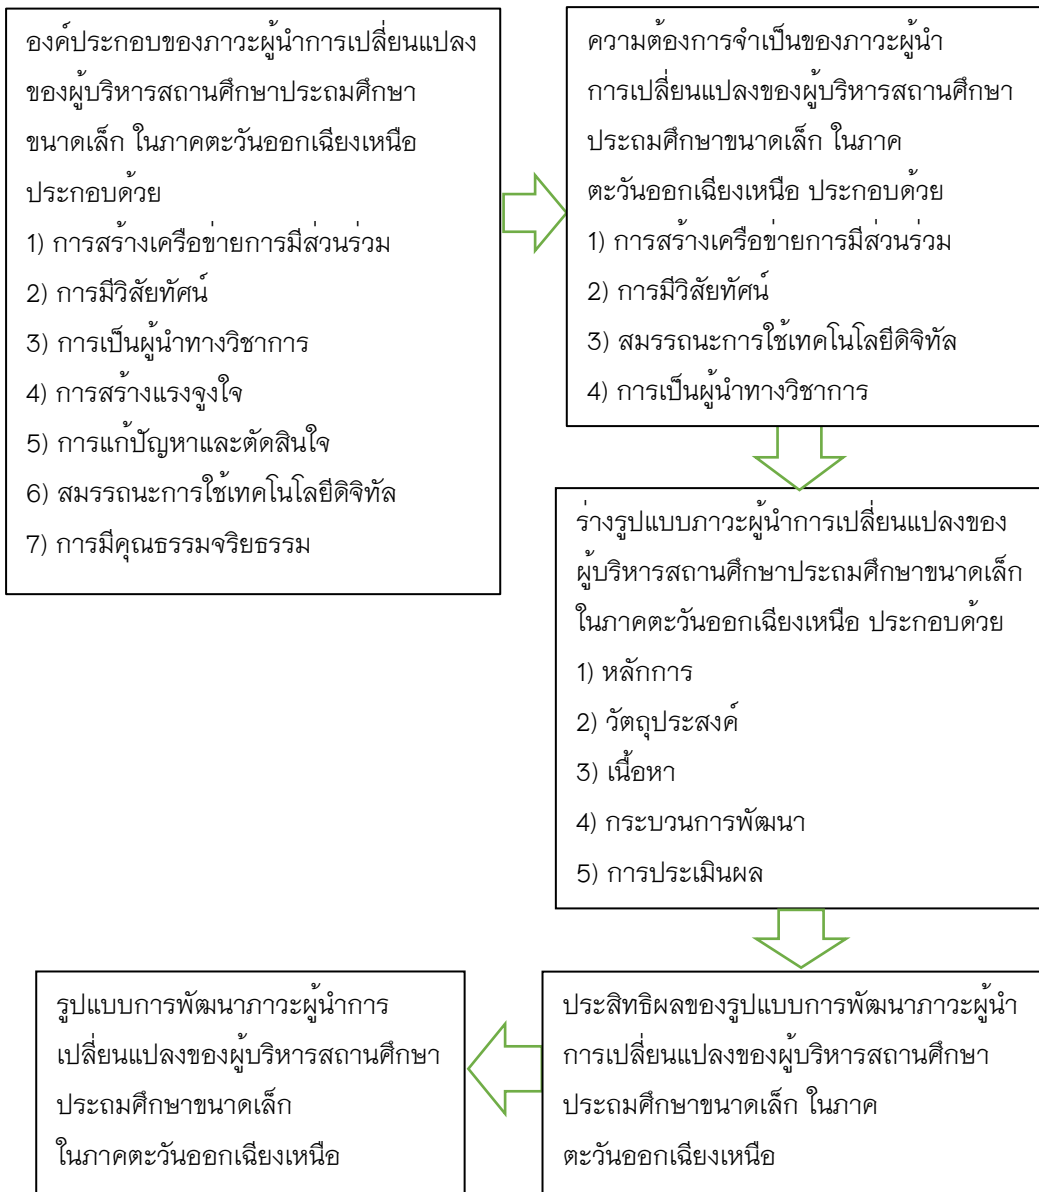 องค์ประกอบของภาวะผู้นำการเปลี่ยนแปลง
ของผู้บริหารสถานศึกษาประถมศึกษา
ขนาดเล็ก ในภาคตะวันออกเฉียงเหนือ
ประกอบด้วย
1) การสร้างเครือข่ายการมีส่วนร่วม
2) การมีวิสัยทัศน์
3) การเป็นผู้นำทางวิชาการ
4) การสร้างแรงจูงใจ
5) การแก้ปัญหาและตัดสินใจ
6) สมรรถนะการใช้เทคโนโลยีดิจิทัล
7) การมีคุณธรรมจริยธรรม
ความต้องการจำเป็นของภาวะผู้นำ
การเปลี่ยนแปลงของผู้บริหารสถานศึกษา
ประถมศึกษาขนาดเล็ก ในภาค
ตะวันออกเฉียงเหนือ ประกอบด้วย
1) การสร้างเครือข่ายการมีส่วนร่วม
2) การมีวิสัยทัศน์
3) สมรรถนะการใช้เทคโนโลยีดิจิทัล
4) การเป็นผู้นำทางวิชาการ
ร่างรูปแบบภาวะผู้นำการเปลี่ยนแปลงของ
ผู้บริหารสถานศึกษาประถมศึกษาขนาดเล็ก
ในภาคตะวันออกเฉียงเหนือ ประกอบด้วย
1) หลักการ
2) วัตถุประสงค์
3) เนื้อหา
4) กระบวนการพัฒนา
5) การประเมินผล
ประสิทธิผลของรูปแบบการพัฒนาภาวะผู้นำ
การเปลี่ยนแปลงของผู้บริหารสถานศึกษา
ประถมศึกษาขนาดเล็ก ในภาค
ตะวันออกเฉียงเหนือ
รูปแบบการพัฒนาภาวะผู้นำการ
เปลี่ยนแปลงของผู้บริหารสถานศึกษา
ประถมศึกษาขนาดเล็ก
ในภาคตะวันออกเฉียงเหนือ